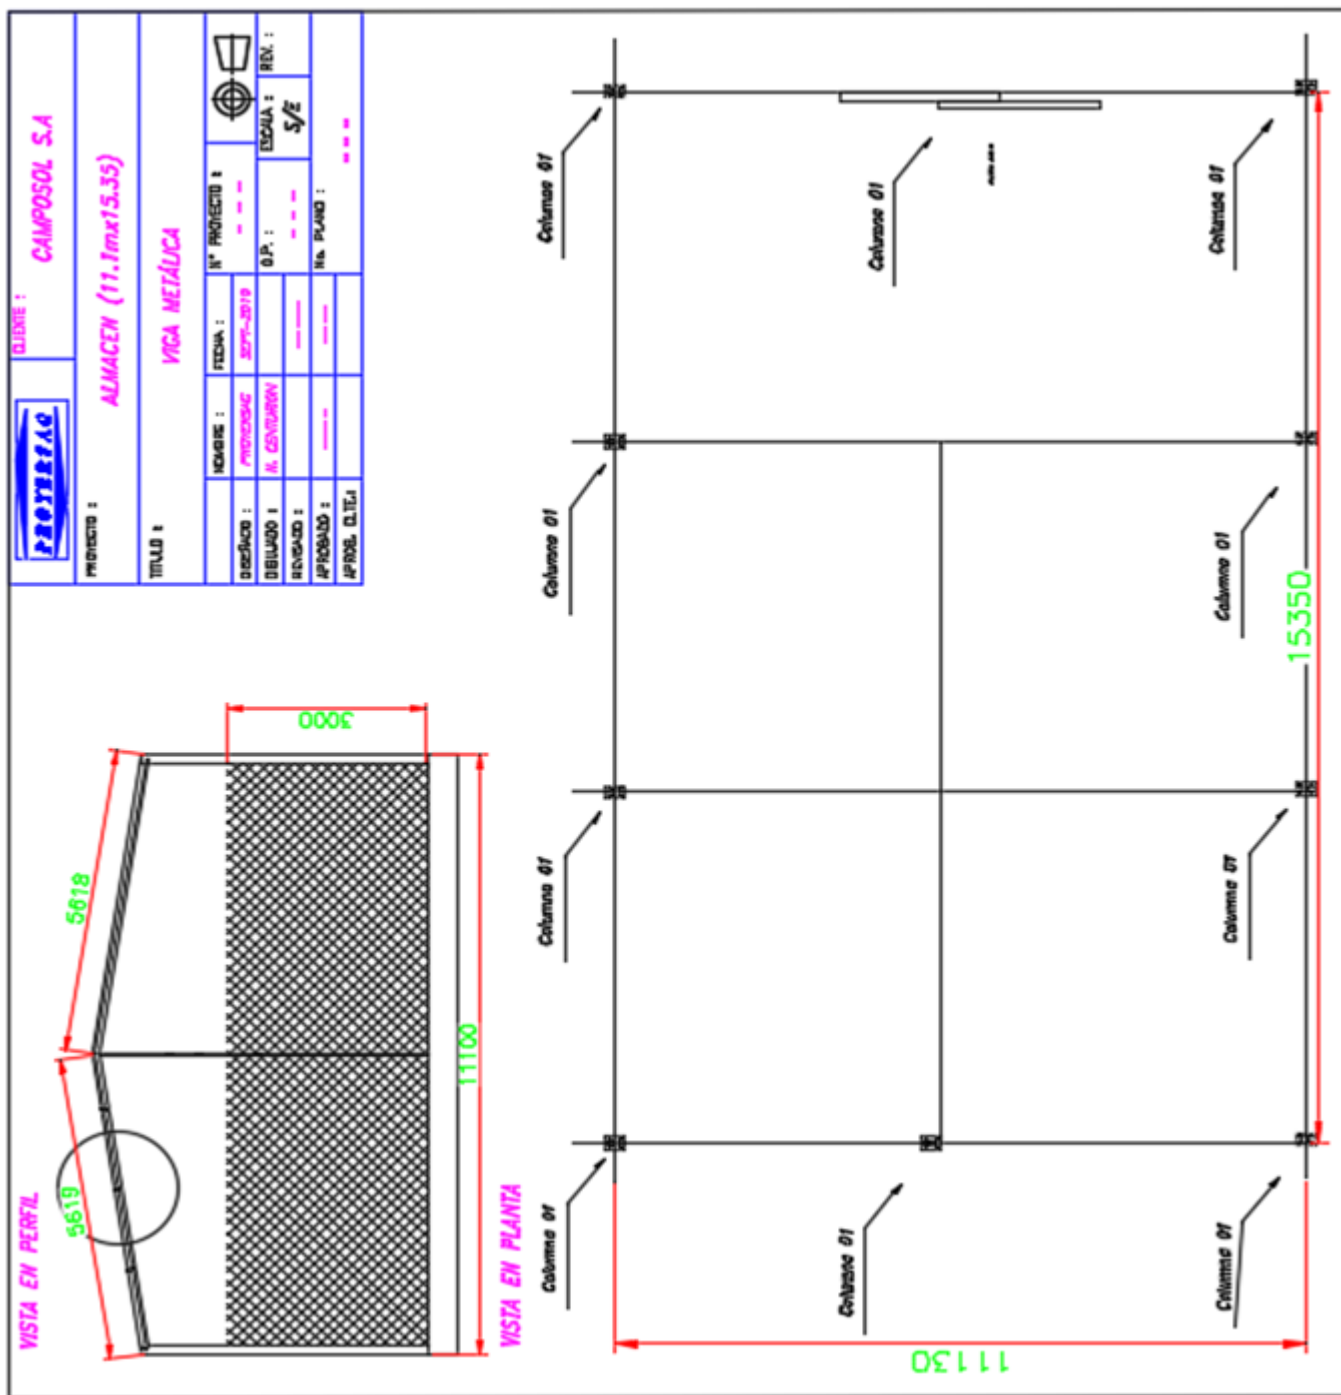 PROYERSAC
CLIENTE :
CAMPOSOL S.A
PROYECTO :
ALMACEN (11.1mx15.35)
TITULO :
VIGA METÁLICA
NOMBRE :
FECHA :
Nº PROYECTO :
- - -
DISEÑADO :
SEPT-2019
DIBUJADO :
N. CENTURION
O.P. :
- - -
ESCALA :
S/E
REV. :
REVISADO :
APROBADO :
No. PLANO :
- - -
APROB. CLTE.:
VISTA EN PERFIL
5619
5618
3000
11100
VISTA EN PLANTA
Columna 01
Columna 01
Columna 01
Columna 01
Columna 01
Columna 01
Columna 01
Columna 01
Columna 01
Columna 01
11130
15350